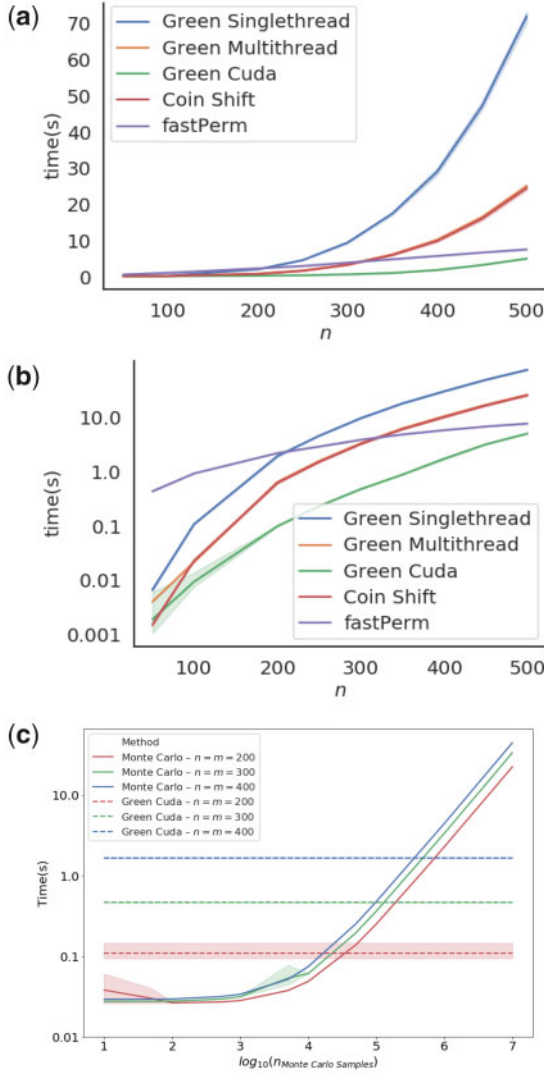 (a)
70
60
50
40
30
20
10
0
time(s)
Green Singlethread
Green Multithread
Green Cuda
Coin Shift
fastPerm
100
200
300
400
500
n
(b)
10.0
1.0
0.1
0.01
0.001
time(s)
Green Singlethread
Green Multithread
Green Cuda
Coin Shift
fastPerm
100
200
300
400
500
n
(c)
10.0
1.0
0.1
0.01
Time(s)
Method
Monte Carlo – n = m = 200
Monte Carlo – n = m = 300
Monte Carlo – n = m = 400
Green Cuda – n = m = 200
Green Cuda – n = m = 300
Green Cuda – n = m = 400
1
2
3
4
5
6
7
log10(nMonte Carlo Samples)